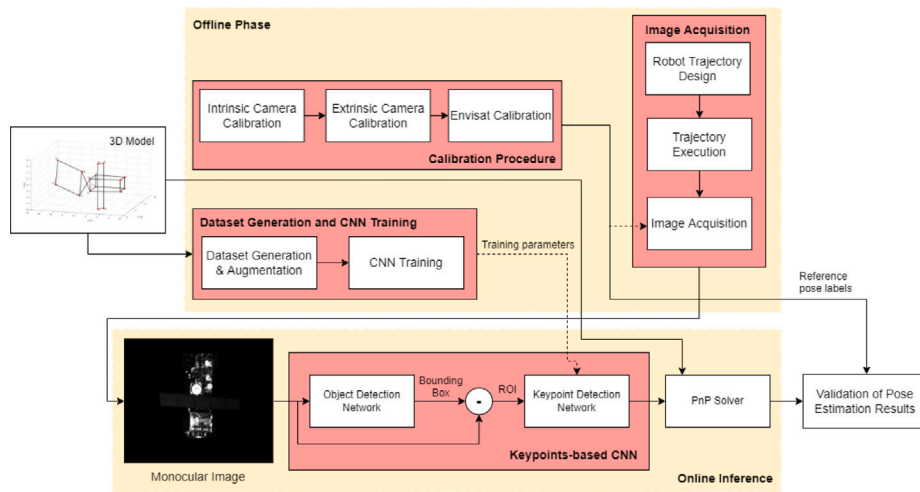 Offline Phase
Image Acquisition
Robot Trajectory
Design
Trajectory
Execution
Image Acquisition
Intrinsic Camera
Calibration
Extrinsic Camera
Calibration
Envisat Calibration
Calibration Procedure
3D Model
Dataset Generation and CNN Training
Dataset Generation
& Augmentation
CNN Training
Training parameters
Reference
pose labels
Object Detection
Network
Bounding
Box
-
ROI
Keypoint Detection
Network
PnP Solver
Validation of Pose
Estimation Results
Keypoints-based CNN
Monocular Image
Online Inference